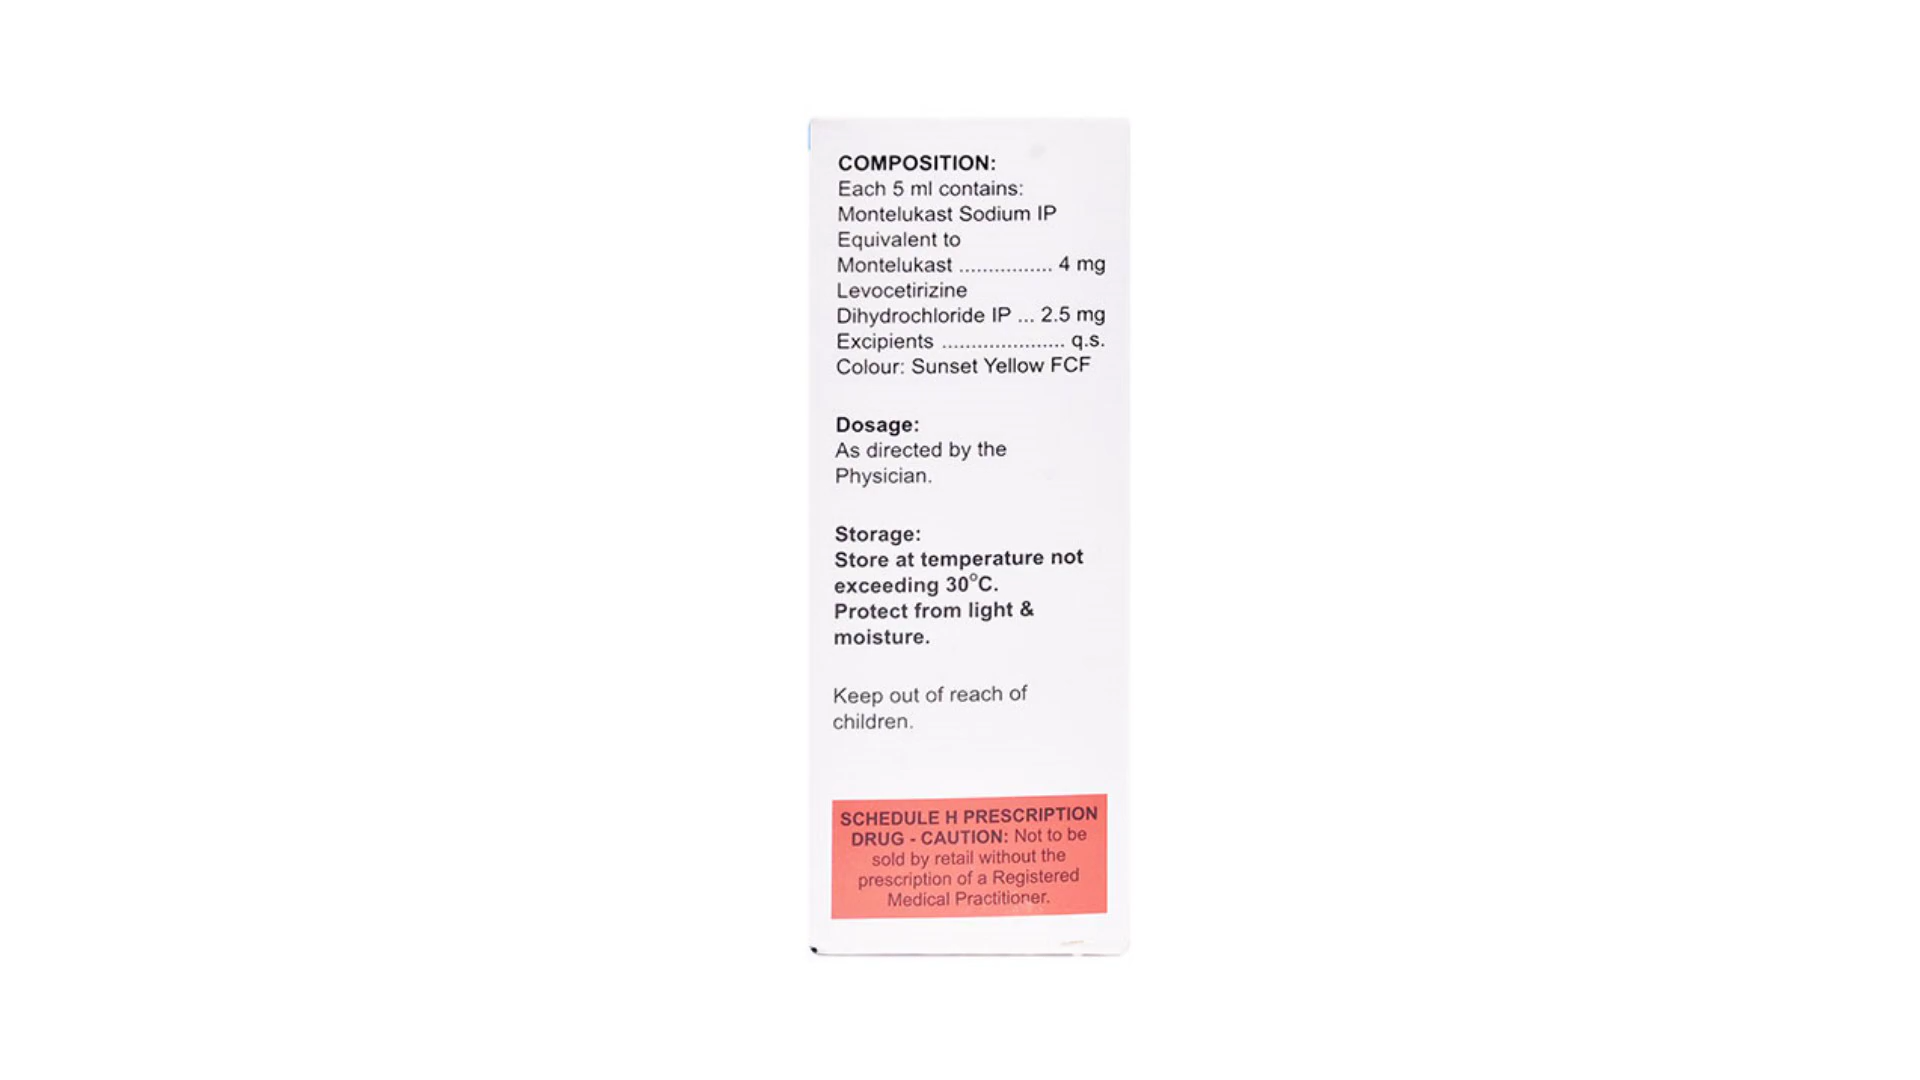 COMPOSITION:
Each 5 ml contains:
Montelukast Sodium IP
Equivalent to
Montelukast ................ 4 mg
Levocetirizine
Dihydrochloride IP ... 2.5 mg
Excipients ..................... q.s.
Colour: Sunset Yellow FCF
Dosage:
As directed by the
Physician.
Storage:
Store at temperature not
exceeding 30°C.
Protect from light &
moisture.
Keep out of reach of
children.
SCHEDULE H PRESCRIPTION
DRUG - CAUTION: Not to be
sold by retail without the
prescription of a Registered
Medical Practitioner.